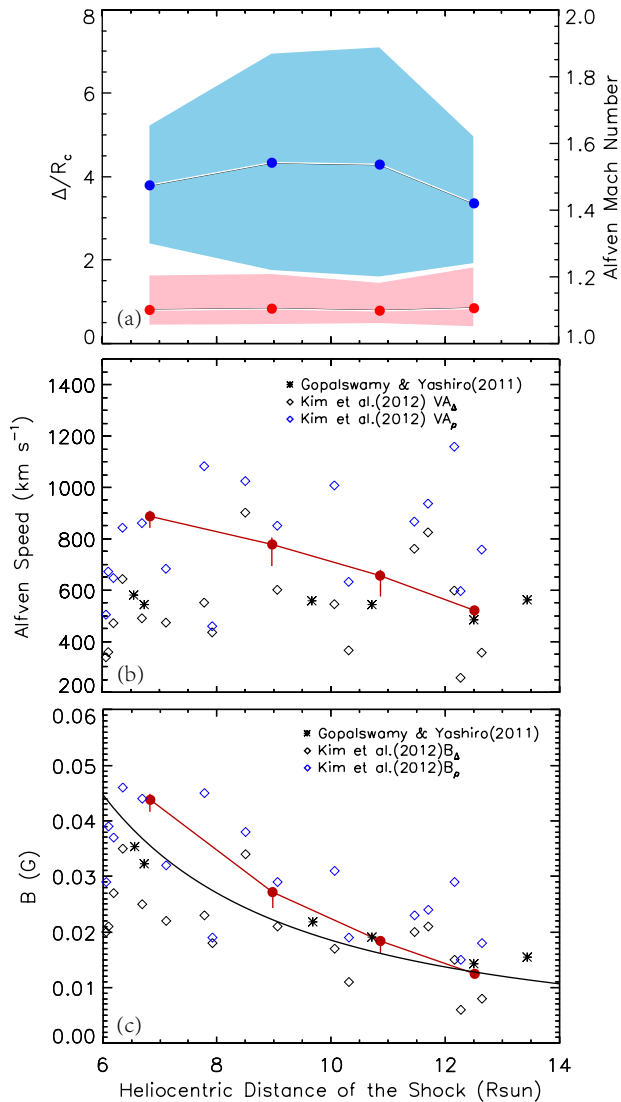 8
6
4
2
0
Δ/R_c
2.0
1.8
1.6
1.4
1.2
1.0
Alfven Mach Number
(a)
1400
1200
1000
800
600
400
200
Alfven Speed (km s⁻¹)
Gopalswamy & Yashiro(2011)
Kim et al.(2012) VA_Δ
Kim et al.(2012) VA_ρ
(b)
0.06
0.05
0.04
0.03
0.02
0.01
0.00
B (G)
Gopalswamy & Yashiro(2011)
Kim et al.(2012)B_Δ
Kim et al.(2012)B_ρ
(c)
6 8 10 12 14
Heliocentric Distance of the Shock (Rsun)